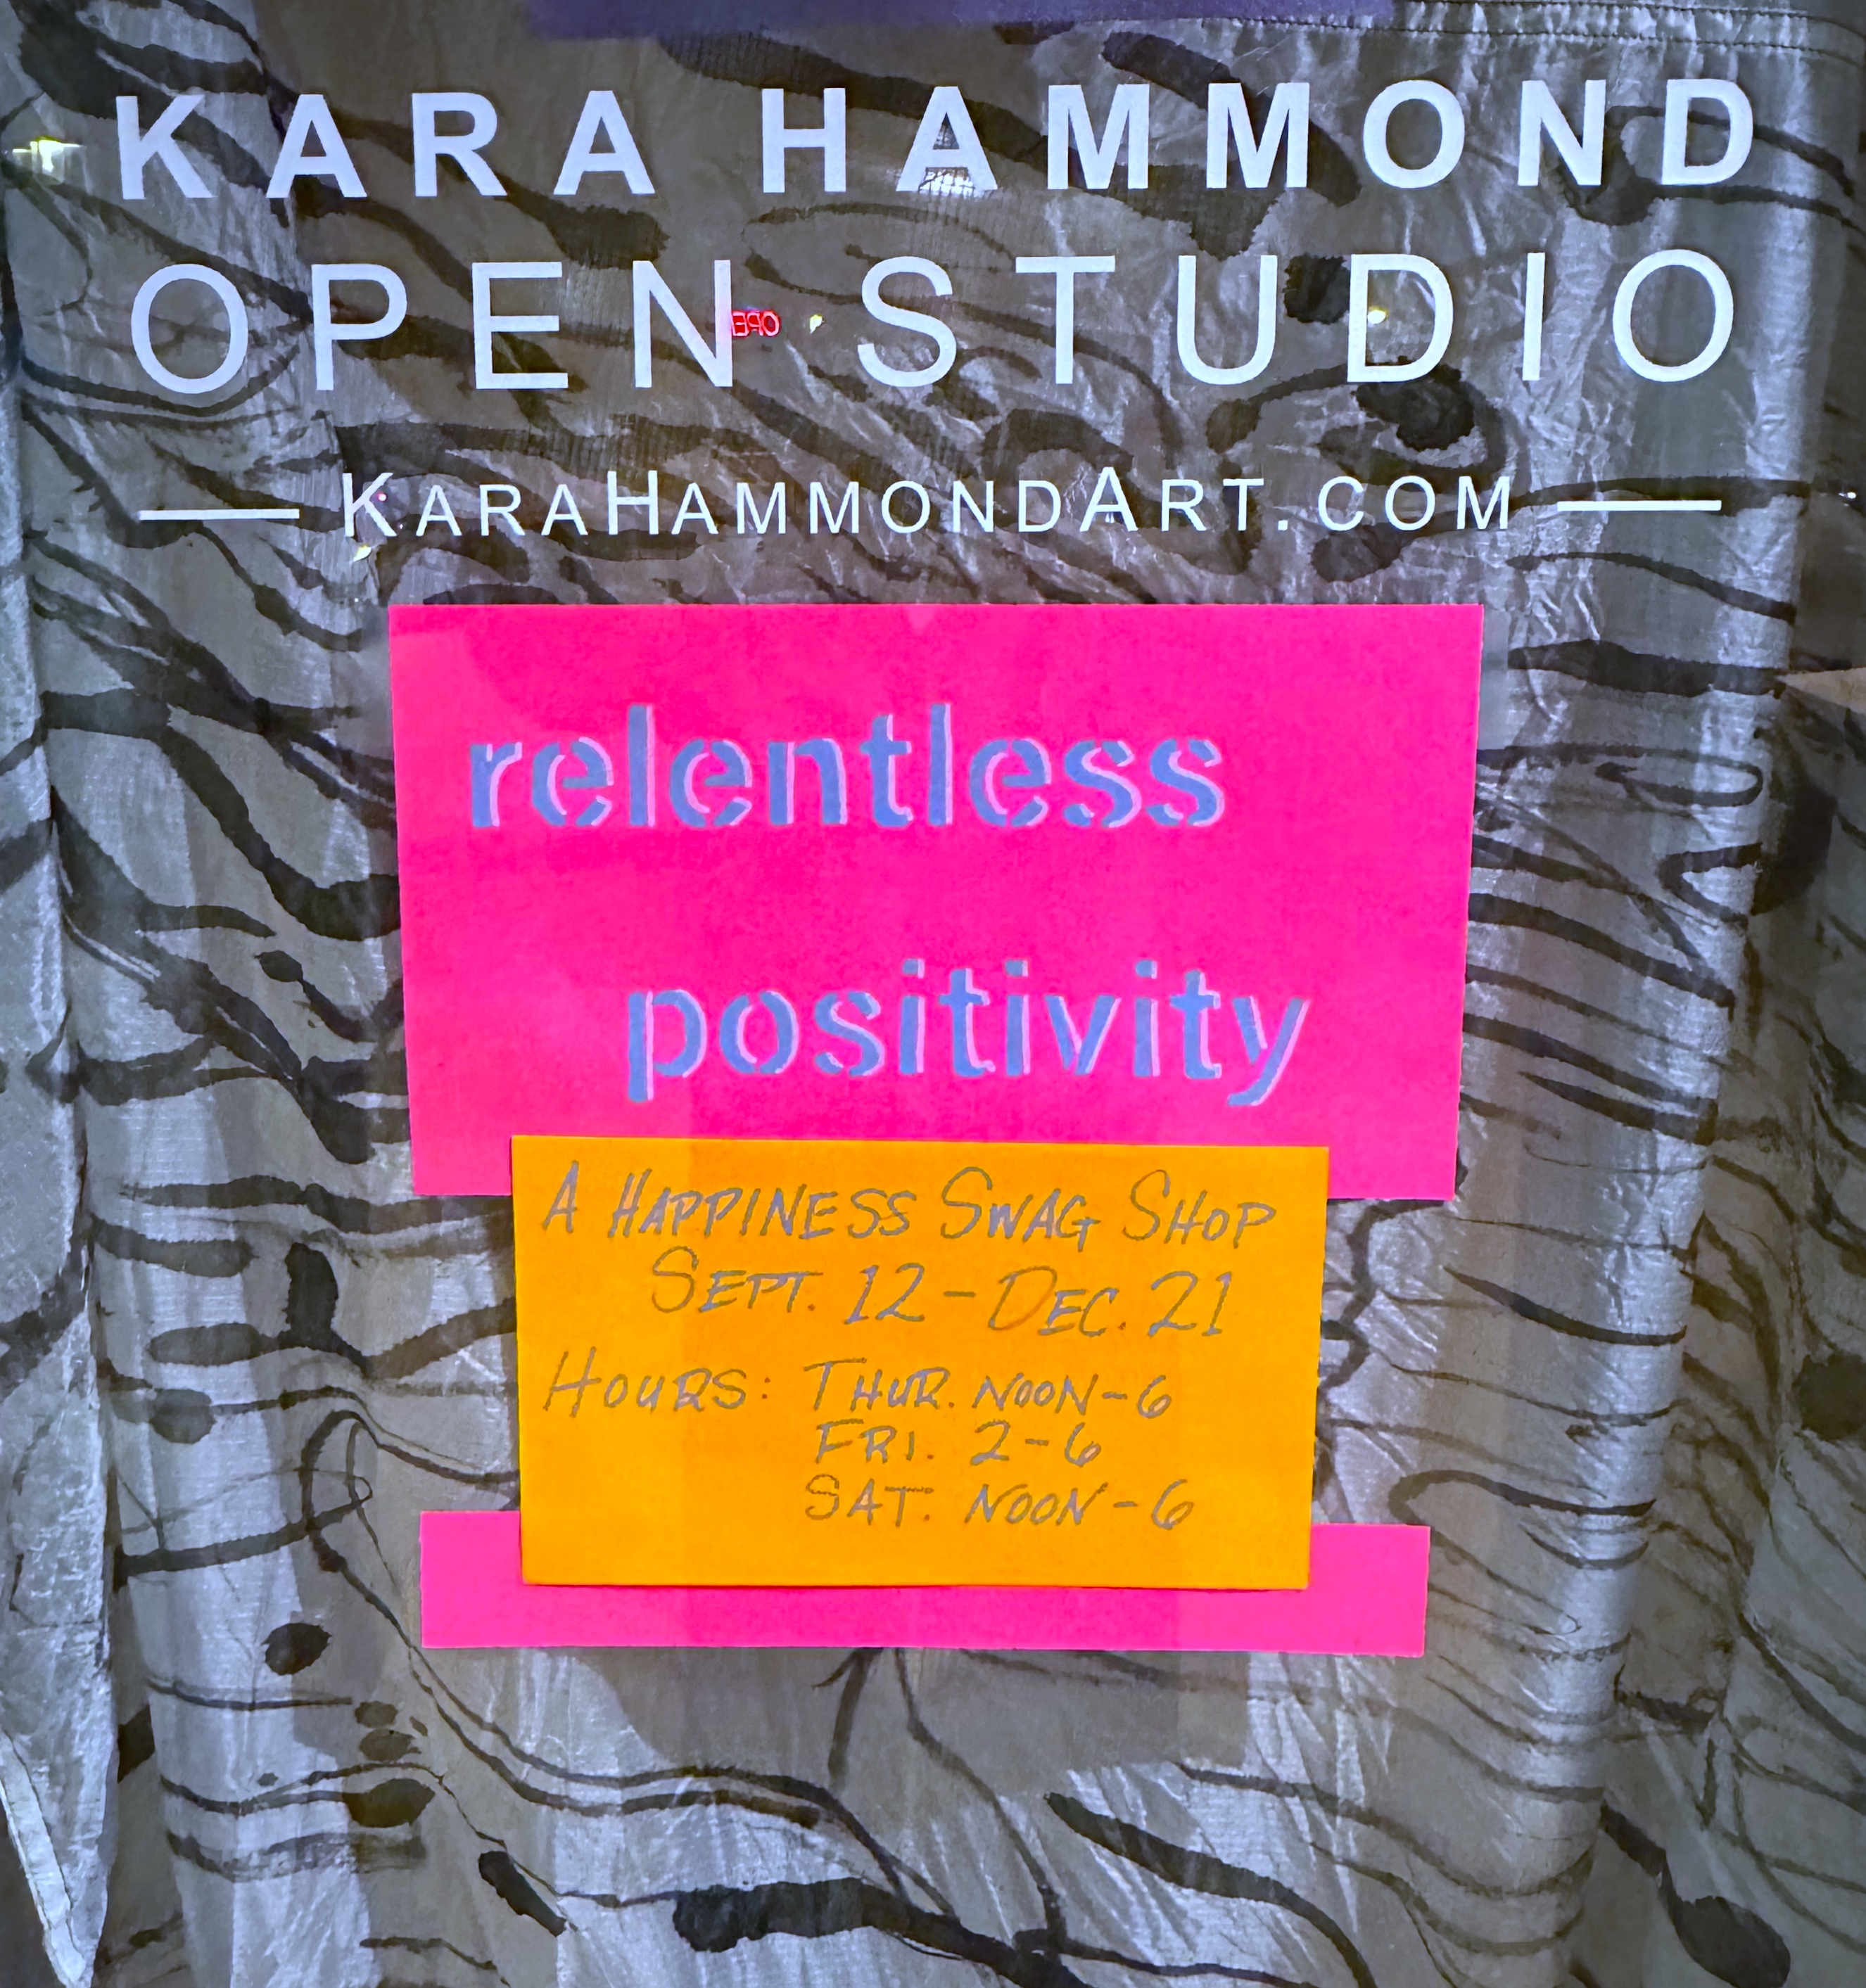 KARA HAMMOND
OPEN STUDIO
KARAHAMMONDART.COM
relentless
positivity
A HAPPINESS SWAG SHOP
SEPT. 12 - DEC. 21
HOURS: THUR. NOON - 6
FRI. 2 - 6
SAT. NOON - 6